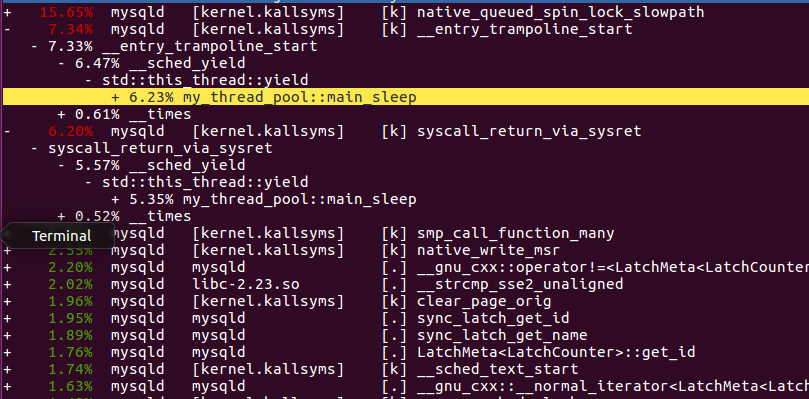 + 15.65% mysqld [kernel.kallsyms] [k] native_queued_spin_lock_slowpath
- 7.34% mysqld [kernel.kallsyms] [k] __entry_trampoline_start
- 7.33% __entry_trampoline_start
- 6.47% __sched_yield
- std::this_thread::yield
+ 6.23% my_thread_pool::main_sleep
+ 0.61% __times
- 6.20% mysqld [kernel.kallsyms] [k] syscall_return_via_sysret
- syscall_return_via_sysret
- 5.57% __sched_yield
- std::this_thread::yield
+ 5.35% my_thread_pool::main_sleep
+ 0.52% __times
Terminal mysqld [kernel.kallsyms] [k] smp_call_function_many
+ 2.55% mysqld [kernel.kallsyms] [k] native_write_msr
+ 2.20% mysqld mysqld [.] __gnu_cxx::operator!=<LatchMeta<LatchCounter
+ 2.02% mysqld libc-2.23.so [.] __strcmp_sse2_unaligned
+ 1.96% mysqld [kernel.kallsyms] [k] clear_page_orig
+ 1.95% mysqld mysqld [.] sync_latch_get_id
+ 1.89% mysqld mysqld [.] sync_latch_get_name
+ 1.76% mysqld mysqld [.] LatchMeta<LatchCounter>::get_id
+ 1.74% mysqld [kernel.kallsyms] [k] __sched_text_start
+ 1.63% mysqld mysqld [.] __gnu_cxx::__normal_iterator<LatchMeta<Latch